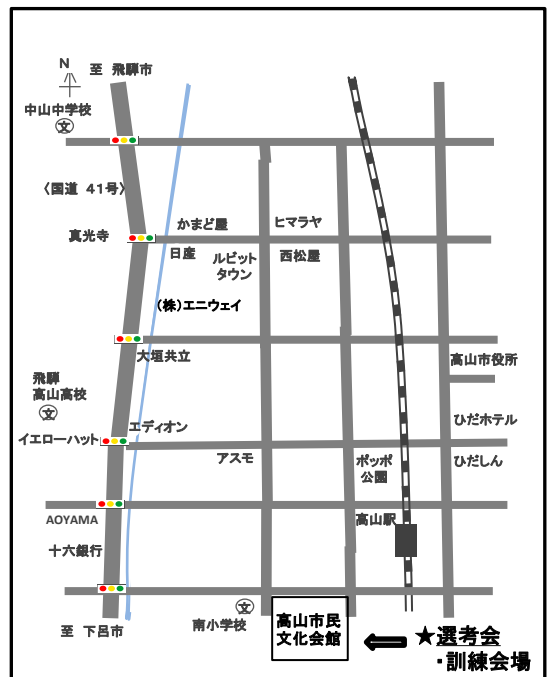 N
至 飛騨市
中山中学校
文
〈国道 41号〉
かまど屋
ヒマラヤ
真光寺
日産
ルビット
タウン
西松屋
(株)エニウェイ
大垣共立
高山市役所
飛騨
高山高校
文
イエローハット
エディオン
ひだホテル
アスモ
ポッポ
公園
ひだしん
AOYAMA
高山駅
十六銀行
文
南小学校
高山市民
文化会館
★選考会
・訓練会場
至 下呂市